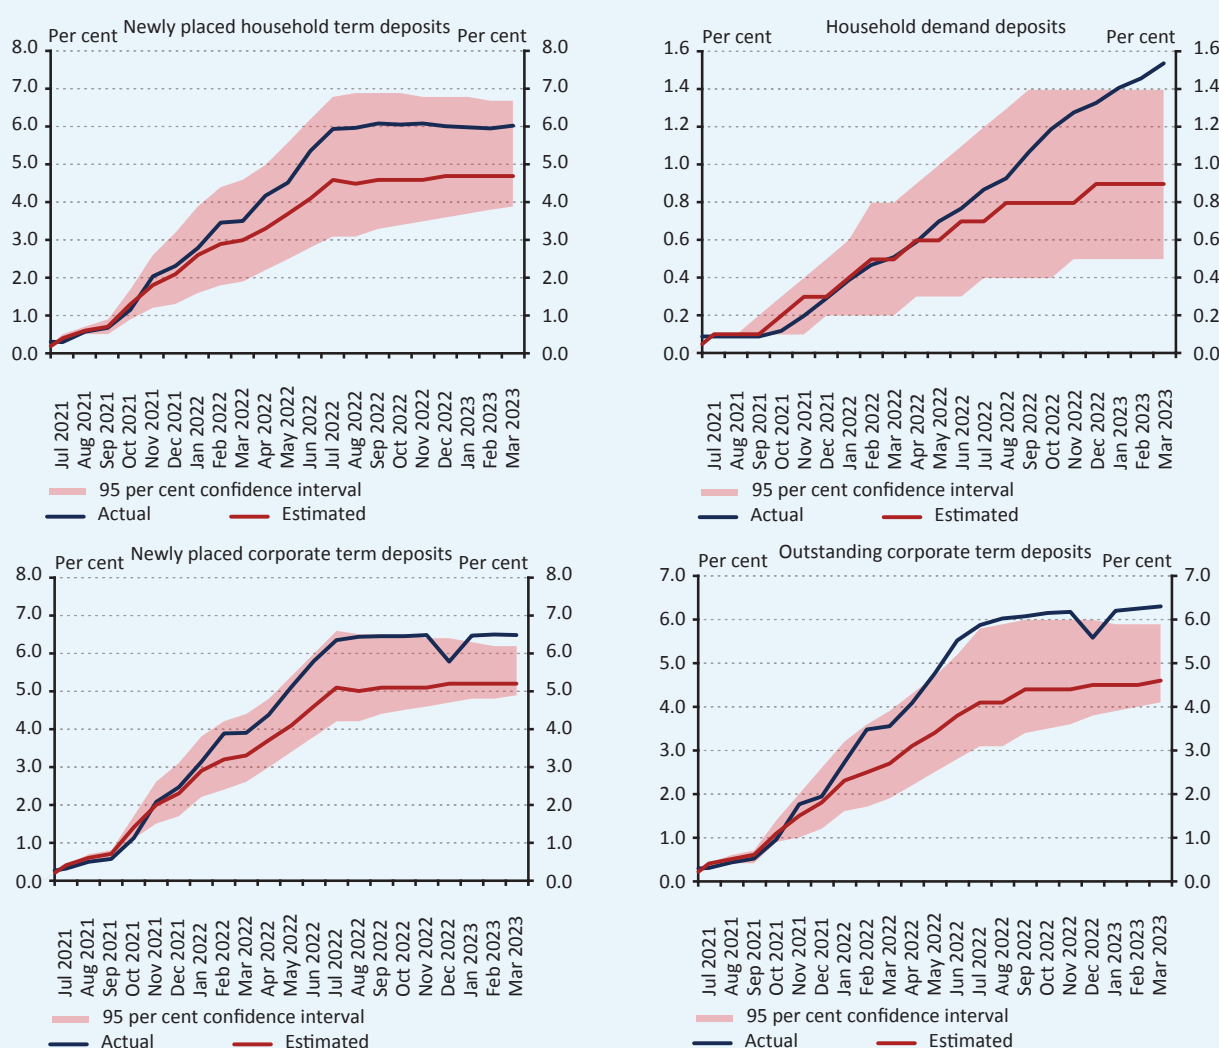 Newly placed household term deposits
Per cent
Per cent
8.0
7.0
6.0
5.0
4.0
3.0
2.0
1.0
0.0
8.0
7.0
6.0
5.0
4.0
3.0
2.0
1.0
0.0
Jul 2021
Aug 2021
Sep 2021
Oct 2021
Nov 2021
Dec 2021
Jan 2022
Feb 2022
Mar 2022
Apr 2022
May 2022
Jun 2022
Jul 2022
Aug 2022
Sep 2022
Oct 2022
Nov 2022
Dec 2022
Jan 2023
Feb 2023
Mar 2023
95 per cent confidence interval
Actual
Estimated
Household demand deposits
Per cent
Per cent
1.6
1.4
1.2
1.0
0.8
0.6
0.4
0.2
0.0
1.6
1.4
1.2
1.0
0.8
0.6
0.4
0.2
0.0
Jul 2021
Aug 2021
Sep 2021
Oct 2021
Nov 2021
Dec 2021
Jan 2022
Feb 2022
Mar 2022
Apr 2022
May 2022
Jun 2022
Jul 2022
Aug 2022
Sep 2022
Oct 2022
Nov 2022
Dec 2022
Jan 2023
Feb 2023
Mar 2023
95 per cent confidence interval
Actual
Estimated
Newly placed corporate term deposits
Per cent
Per cent
8.0
7.0
6.0
5.0
4.0
3.0
2.0
1.0
0.0
8.0
7.0
6.0
5.0
4.0
3.0
2.0
1.0
0.0
Jul 2021
Aug 2021
Sep 2021
Oct 2021
Nov 2021
Dec 2021
Jan 2022
Feb 2022
Mar 2022
Apr 2022
May 2022
Jun 2022
Jul 2022
Aug 2022
Sep 2022
Oct 2022
Nov 2022
Dec 2022
Jan 2023
Feb 2023
Mar 2023
95 per cent confidence interval
Actual
Estimated
Outstanding corporate term deposits
Per cent
Per cent
7.0
6.0
5.0
4.0
3.0
2.0
1.0
0.0
7.0
6.0
5.0
4.0
3.0
2.0
1.0
0.0
Jul 2021
Aug 2021
Sep 2021
Oct 2021
Nov 2021
Dec 2021
Jan 2022
Feb 2022
Mar 2022
Apr 2022
May 2022
Jun 2022
Jul 2022
Aug 2022
Sep 2022
Oct 2022
Nov 2022
Dec 2022
Jan 2023
Feb 2023
Mar 2023
95 per cent confidence interval
Actual
Estimated